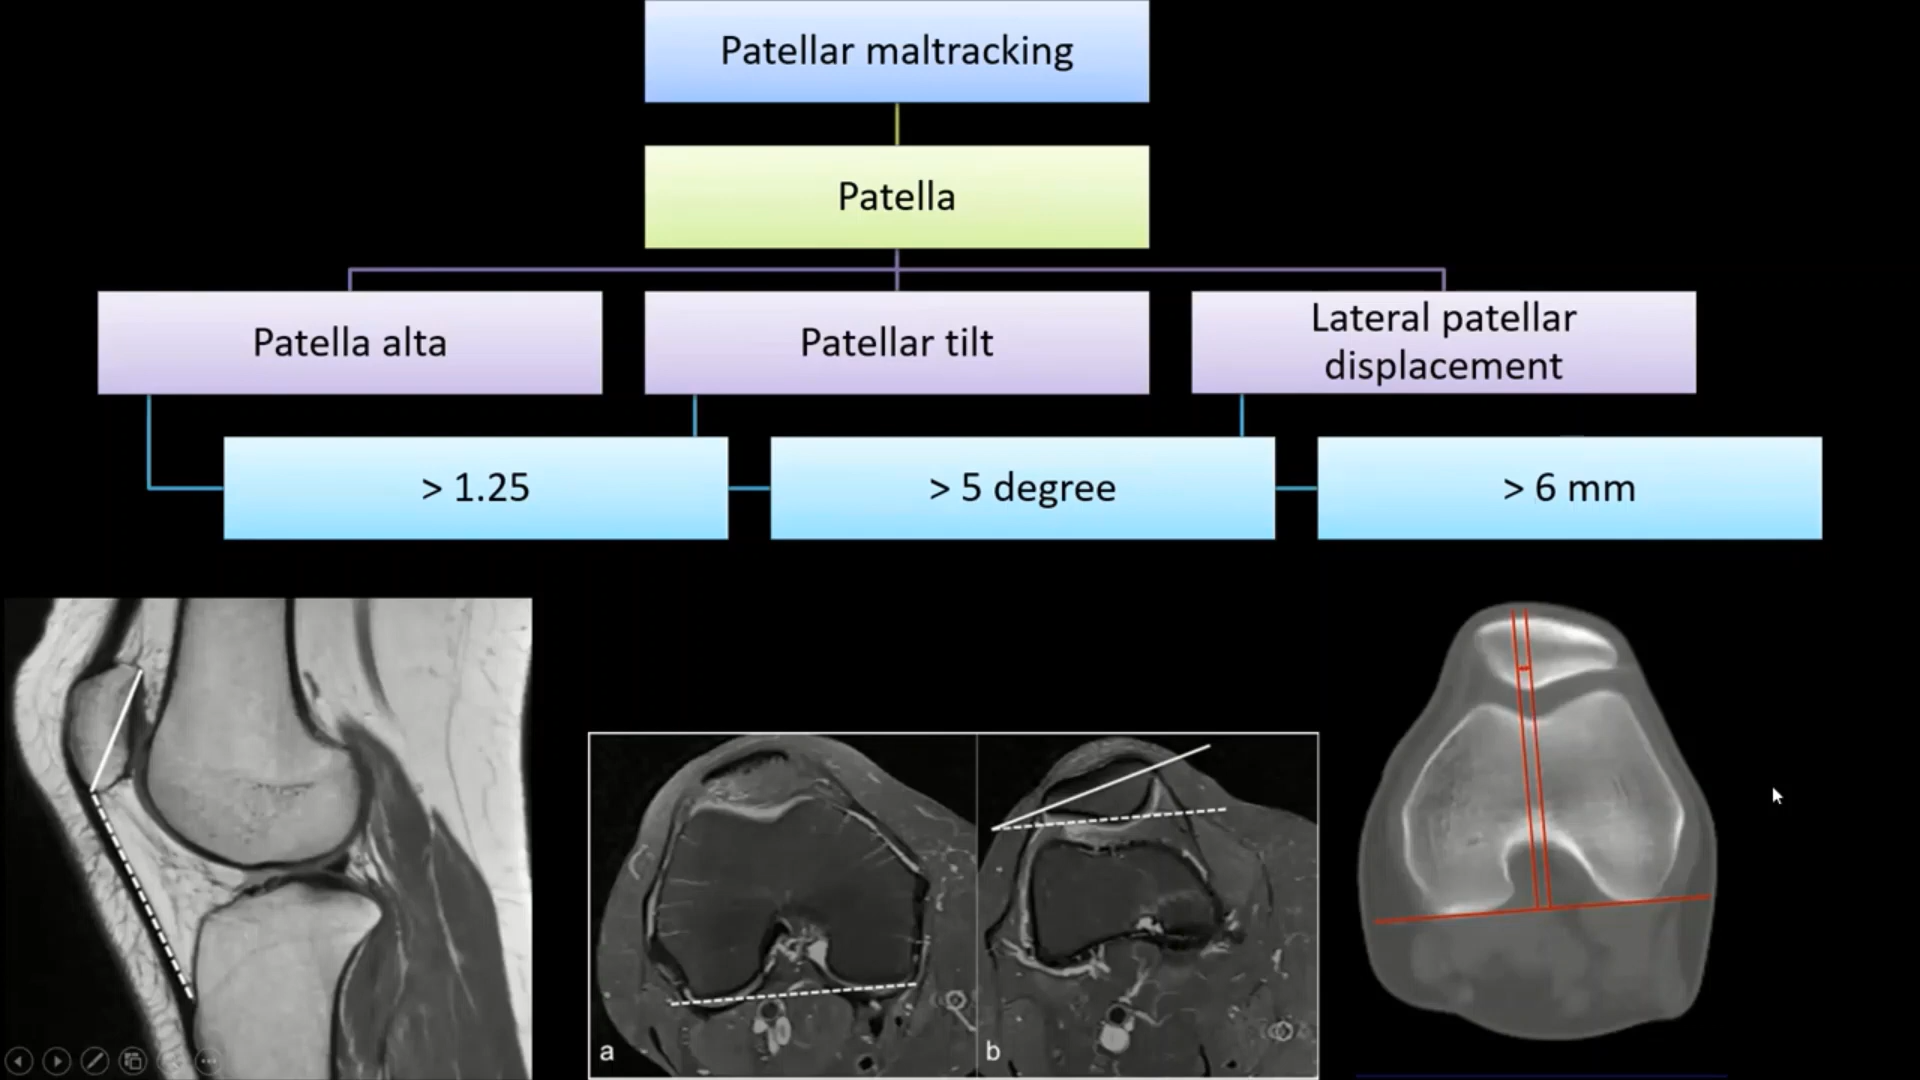 Patellar maltracking
Patella
Patella alta
Patellar tilt
Lateral patellar
displacement
> 1.25
> 5 degree
> 6 mm
a
b